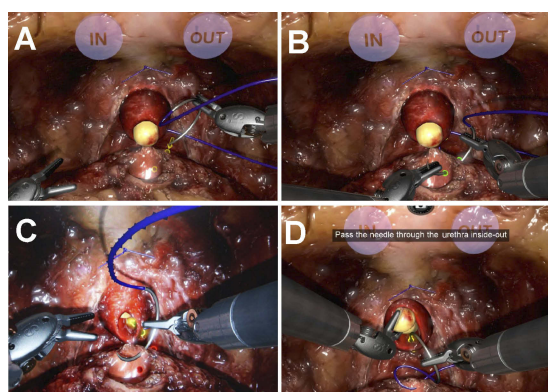 A
IN
OUT
B
IN
OUT
C
D
Pass the needle through the urethra inside-out